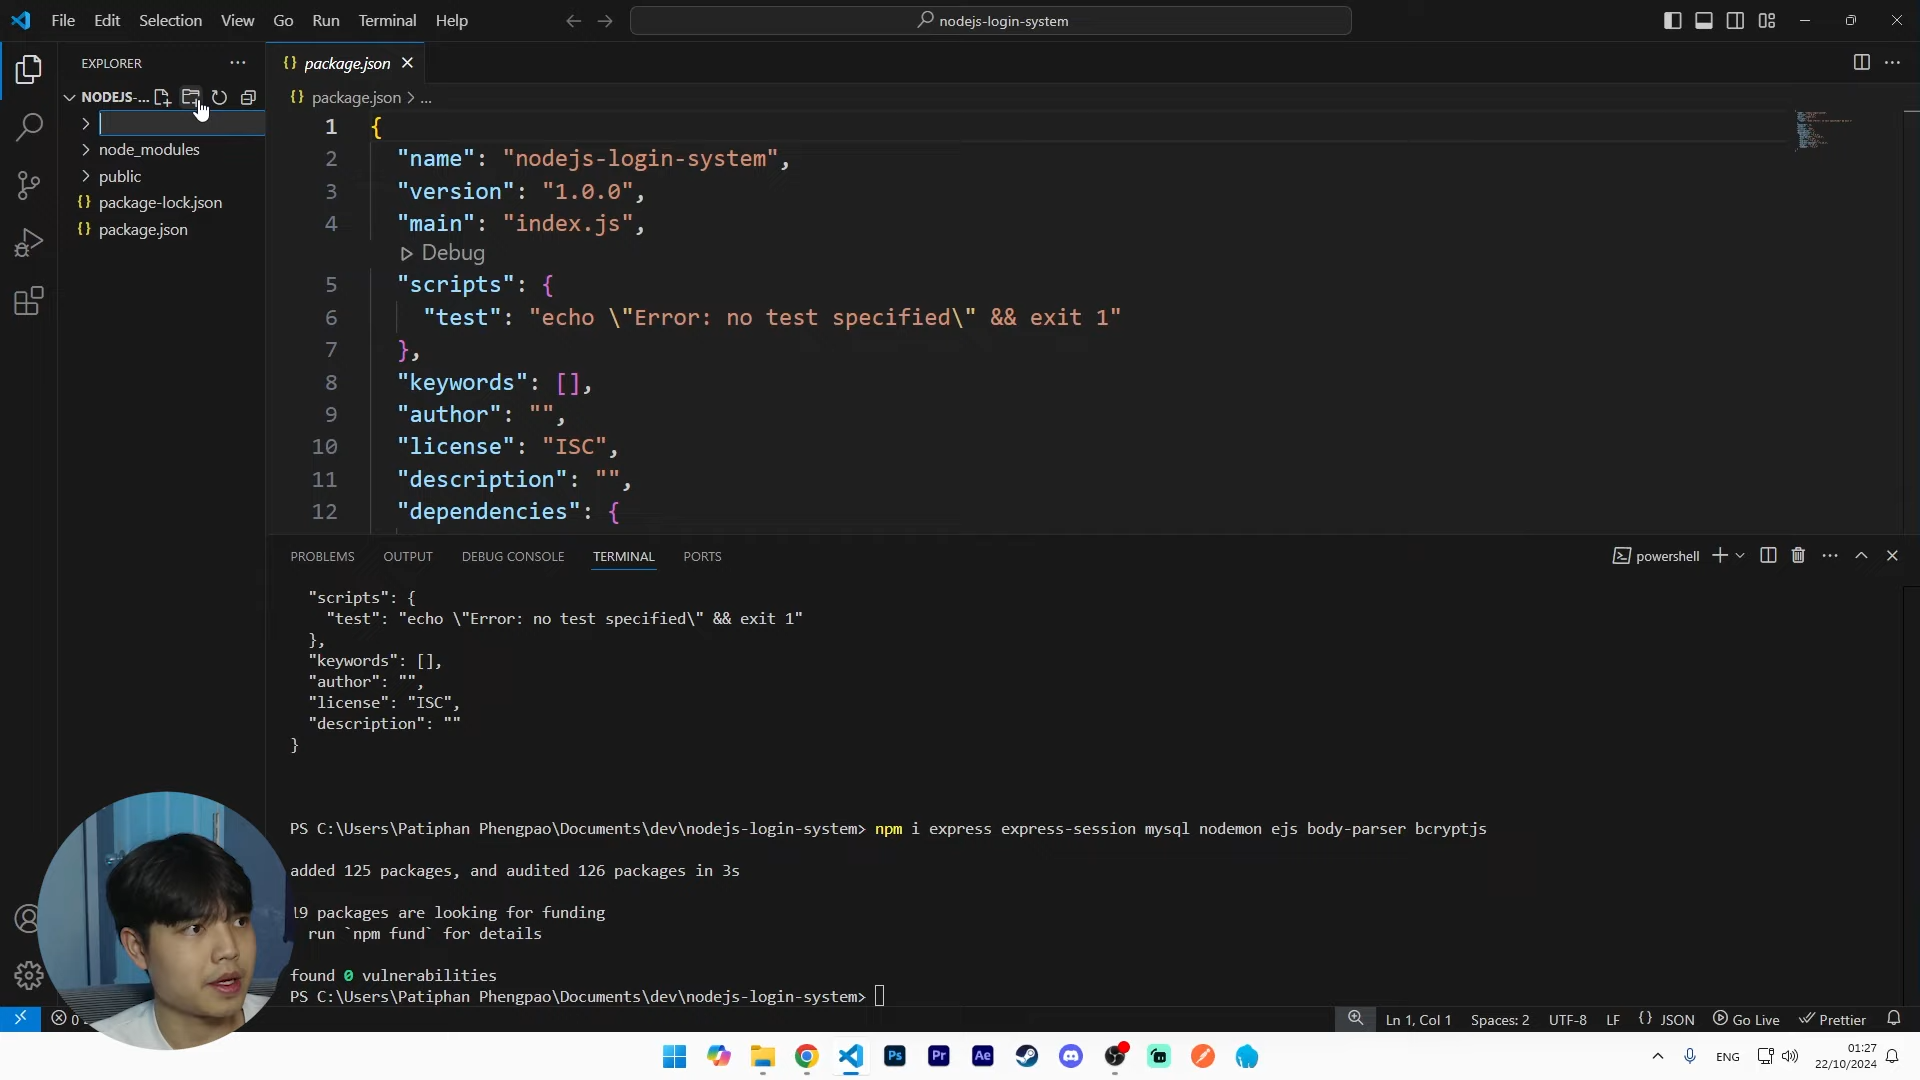 File Edit Selection View Go Run Terminal Help
nodejs-login-system
EXPLORER
NODEJS-...
node_modules
public
package-lock.json
package.json
package.json
package.json > ...
1 {
2 "name": "nodejs-login-system",
3 "version": "1.0.0",
4 "main": "index.js",
Debug
5 "scripts": {
6 "test": "echo \"Error: no test specified\" && exit 1"
7 },
8 "keywords": [],
9 "author": "",
10 "license": "ISC",
11 "description": "",
12 "dependencies": {
PROBLEMS OUTPUT DEBUG CONSOLE TERMINAL PORTS
powershell
"scripts": {
"test": "echo \"Error: no test specified\" && exit 1"
},
"keywords": [],
"author": "",
"license": "ISC",
"description": ""
}
PS C:\Users\Patiphan Phengpao\Documents\dev\nodejs-login-system> npm i express express-session mysql nodemon ejs body-parser bcryptjs
added 125 packages, and audited 126 packages in 3s
19 packages are looking for funding
run `npm fund` for details
found 0 vulnerabilities
PS C:\Users\Patiphan Phengpao\Documents\dev\nodejs-login-system>
0
Ln 1, Col 1 Spaces: 2 UTF-8 LF {} JSON Go Live Prettier
Ps Pr Ae
ENG
01:27
22/10/2024